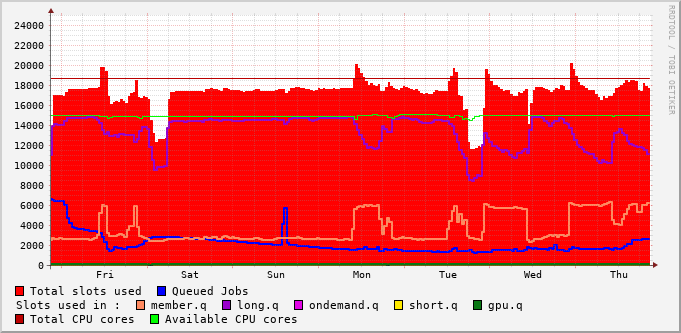 24000
22000
20000
18000
16000
14000
12000
10000
8000
6000
4000
2000
0
Fri Sat Sun Mon Tue Wed Thu
RRDTOOL / TOBI OETIKER
Total slots used Queued Jobs
Slots used in : member.q long.q ondemand.q short.q gpu.q
Total CPU cores Available CPU cores